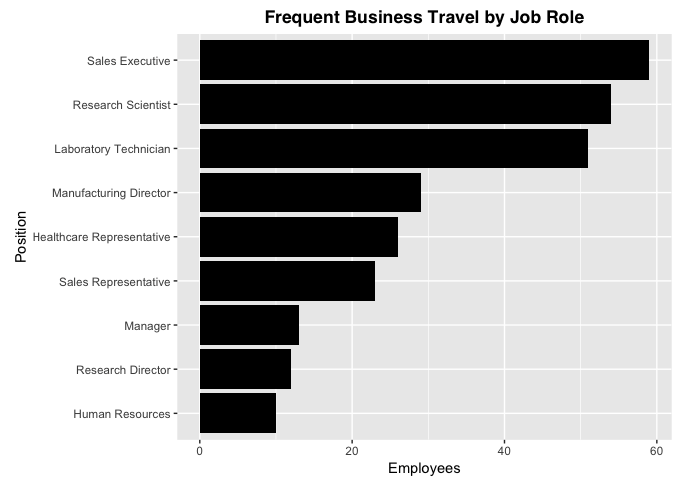 Frequent Business Travel by Job Role
Sales Executive
Research Scientist
Laboratory Technician
Manufacturing Director
Healthcare Representative
Sales Representative
Manager
Research Director
Human Resources
Position
0 20 40 60
Employees